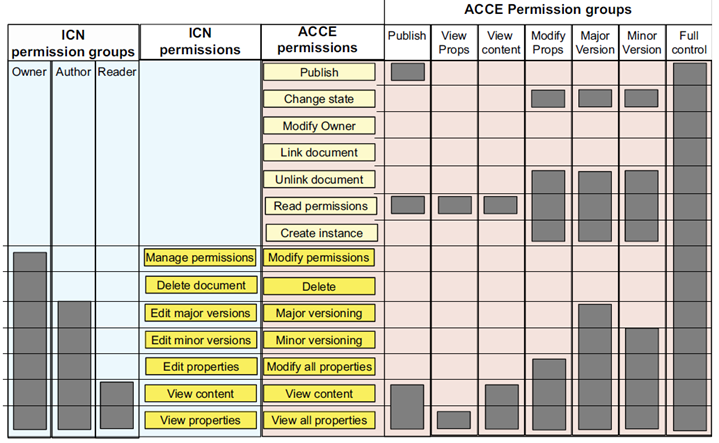 ACCE Permission groups
ICN
permission groups
ICN
permissions
ACCE
permissions
Publish
View
Props
View
content
Modify
Props
Major
Version
Minor
Version
Full
control
Owner
Author
Reader
Publish
Change state
Modify Owner
Link document
Unlink document
Read permissions
Create instance
Manage permissions
Modify permissions
Delete document
Delete
Edit major versions
Major versioning
Edit minor versions
Minor versioning
Edit properties
Modify all properties
View content
View content
View properties
View all properties